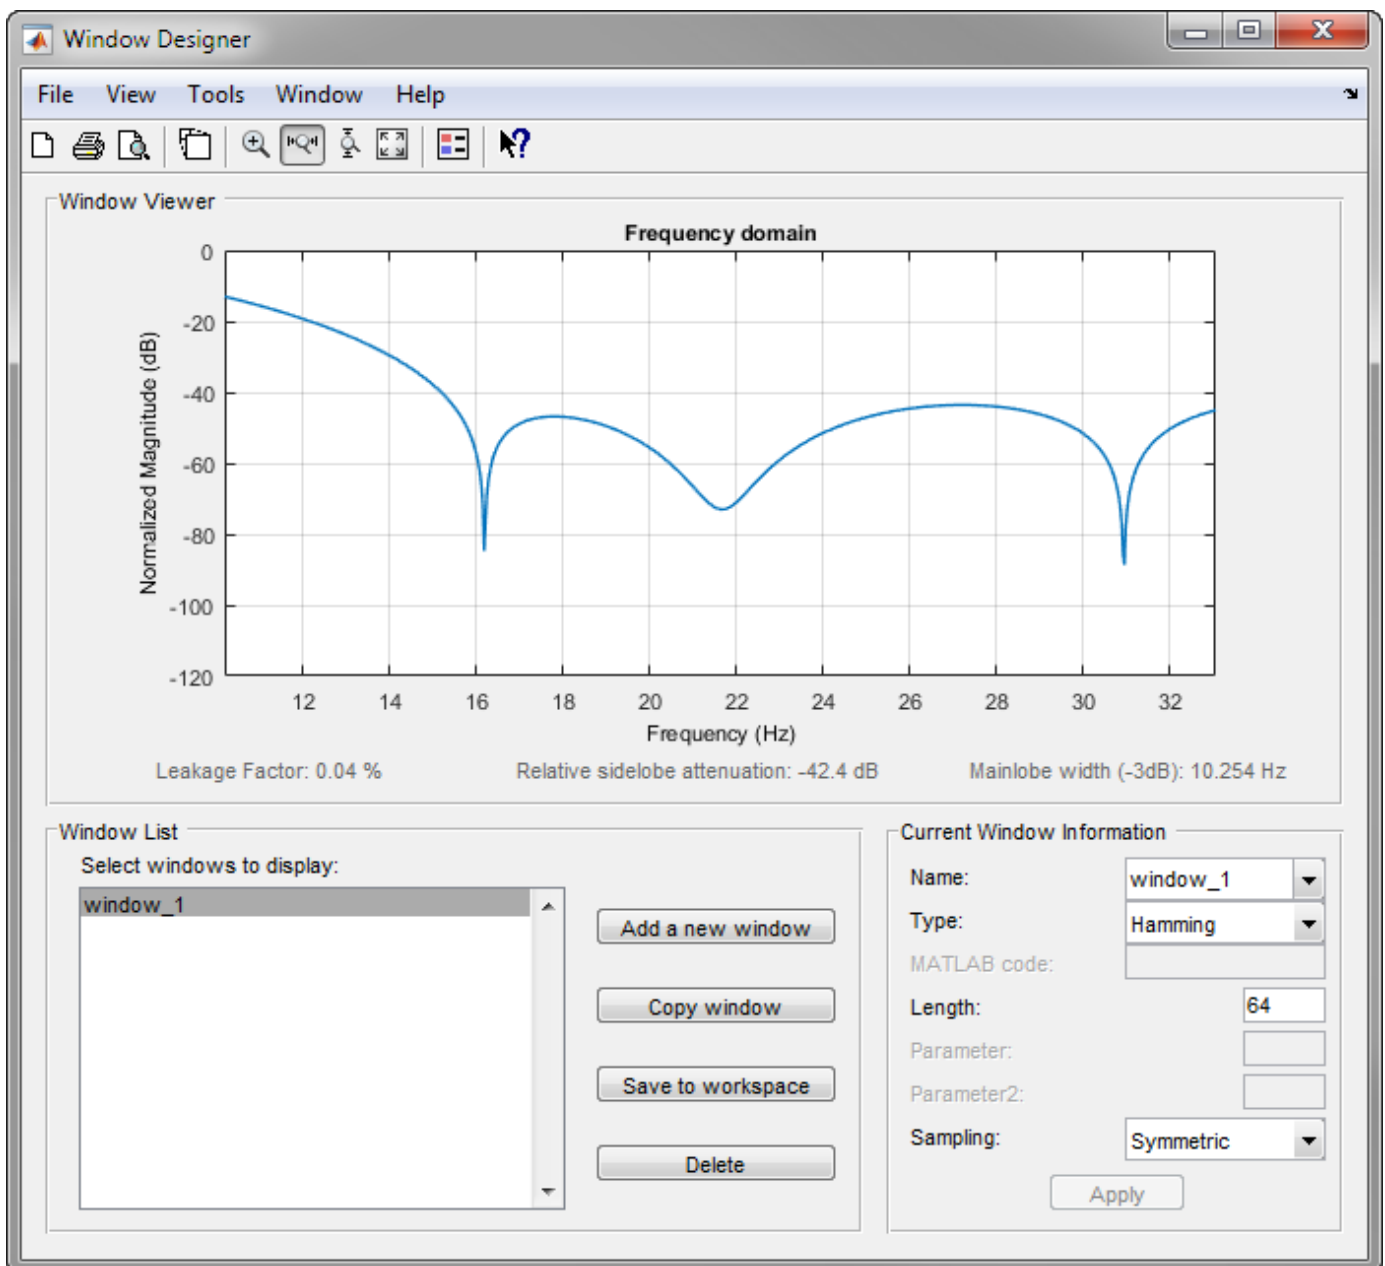 Window Designer
File View Tools Window Help
Window Viewer
Frequency domain
0
-20
-40
-60
-80
-100
-120
Normalized Magnitude (dB)
12 14 16 18 20 22 24 26 28 30 32
Frequency (Hz)
Leakage Factor: 0.04 % Relative sidelobe attenuation: -42.4 dB Mainlobe width (-3dB): 10.254 Hz
Window List
Select windows to display:
window_1
Add a new window
Copy window
Save to workspace
Delete
Current Window Information
Name: window_1
Type: Hamming
MATLAB code:
Length: 64
Parameter:
Parameter2:
Sampling: Symmetric
Apply